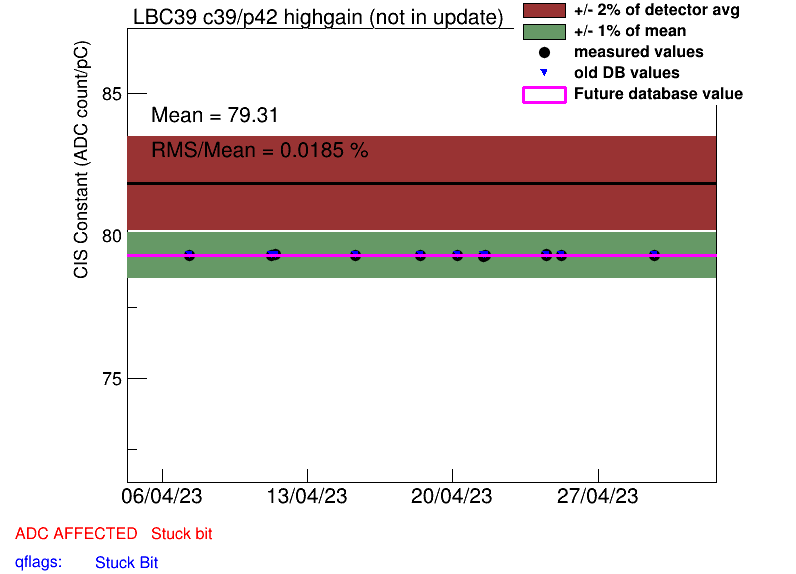 LBC39 c39/p42 highgain (not in update)
+/- 2% of detector avg
+/- 1% of mean
measured values
old DB values
Future database value
CIS Constant (ADC count/pC)
85
80
75
Mean = 79.31
RMS/Mean = 0.0185 %
06/04/23 13/04/23 20/04/23 27/04/23
ADC AFFECTED Stuck bit
qflags: Stuck Bit